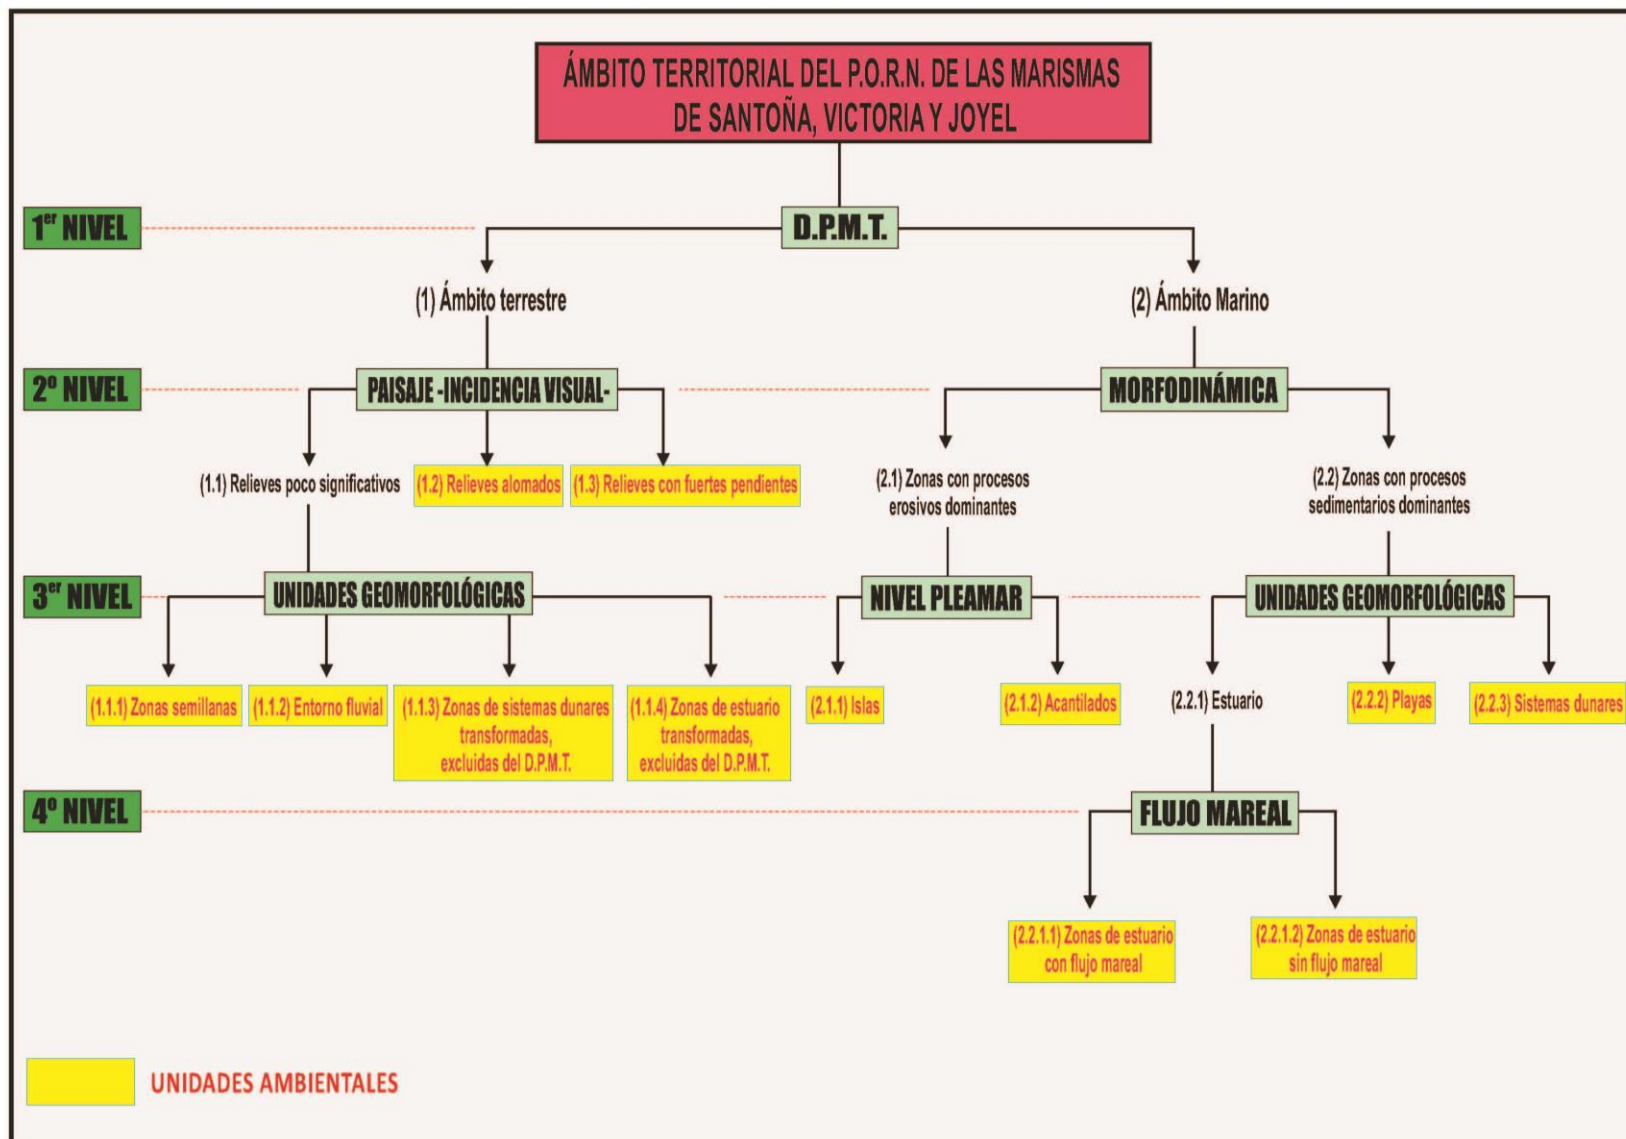 ÁMBITO TERRITORIAL DEL P.O.R.N. DE LAS MARISMAS
DE SANTOÑA, VICTORIA Y JOYEL
1er NIVEL
D.P.M.T.
(1) Ámbito terrestre
(2) Ámbito Marino
2º NIVEL
PAISAJE -INCIDENCIA VISUAL-
MORFODINÁMICA
(1.1) Relieves poco significativos
(1.2) Relieves alomados
(1.3) Relieves con fuertes pendientes
(2.1) Zonas con procesos
erosivos dominantes
(2.2) Zonas con procesos
sedimentarios dominantes
3er NIVEL
UNIDADES GEOMORFOLÓGICAS
NIVEL PLEAMAR
UNIDADES GEOMORFOLÓGICAS
(1.1.1) Zonas semillanas
(1.1.2) Entorno fluvial
(1.1.3) Zonas de sistemas dunares
transformadas,
excluidas del D.P.M.T.
(1.1.4) Zonas de estuario
transformadas,
excluidas del D.P.M.T.
(2.1.1) Islas
(2.1.2) Acantilados
(2.2.1) Estuario
(2.2.2) Playas
(2.2.3) Sistemas dunares
4º NIVEL
FLUJO MAREAL
(2.2.1.1) Zonas de estuario
con flujo mareal
(2.2.1.2) Zonas de estuario
sin flujo mareal
UNIDADES AMBIENTALES